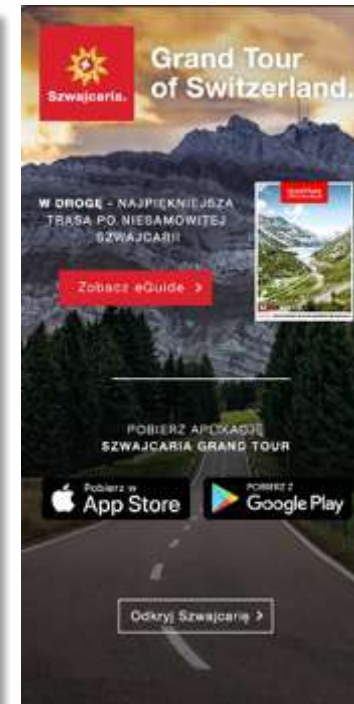 Szwajcaria.
Grand Tour
of Switzerland.
W DROGĘ – NAJPIĘKNIEJSZA
TRASA PO NIESAMOWITEJ
SZWAJCARII
Zobacz eGuide >
POBIERZ APLIKACJĘ
SZWAJCARIA GRAND TOUR
Pobierz w
App Store
POBIERZ Z
Google Play
Odkryj Szwajcarię >